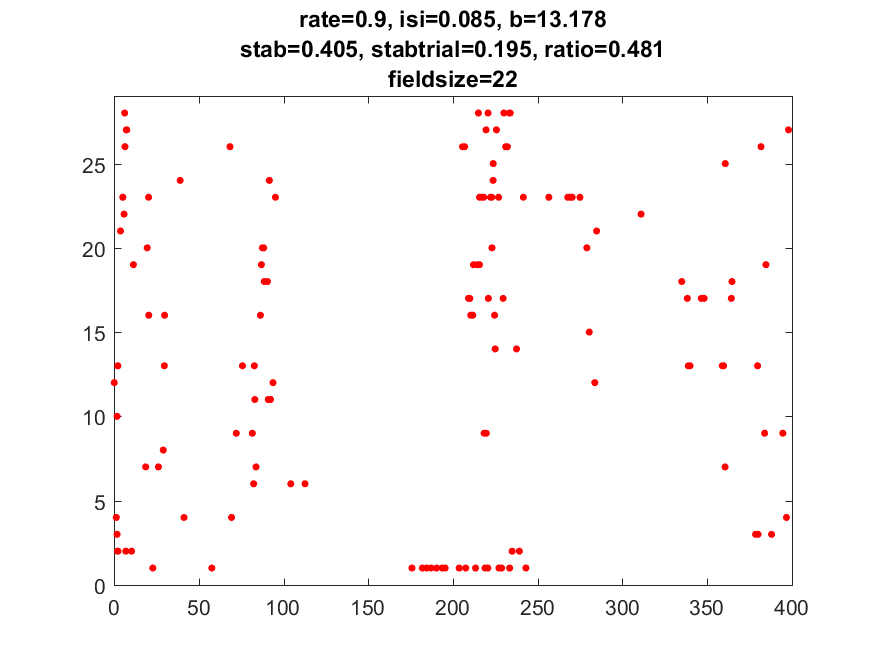 rate=0.9, isi=0.085, b=13.178
stab=0.405, stabtrial=0.195, ratio=0.481
fieldsize=22
25
20
15
10
5
0
0 50 100 150 200 250 300 350 400